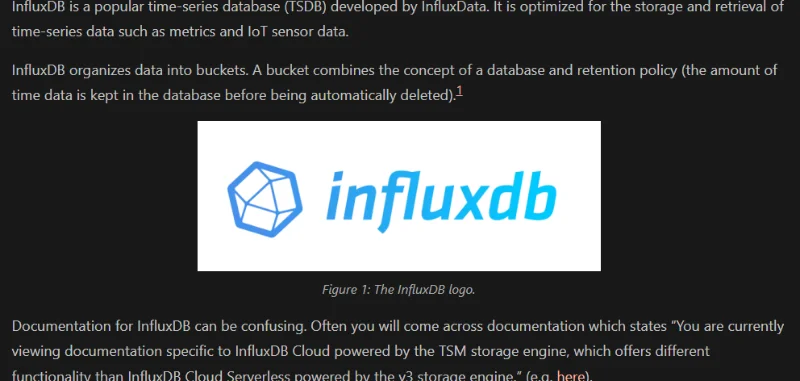 InfluxDB is a popular time-series database (TSDB) developed by InfluxData. It is optimized for the storage and retrieval of
time-series data such as metrics and IoT sensor data.
InfluxDB organizes data into buckets. A bucket combines the concept of a database and retention policy (the amount of
time data is kept in the database before being automatically deleted).1
influxdb
Figure 1: The InfluxDB logo.
Documentation for InfluxDB can be confusing. Often you will come across documentation which states “You are currently
viewing documentation specific to InfluxDB Cloud powered by the TSM storage engine, which offers different
functionality than InfluxDB Cloud Serverless powered by the v3 storage engine.” (e.g. here).